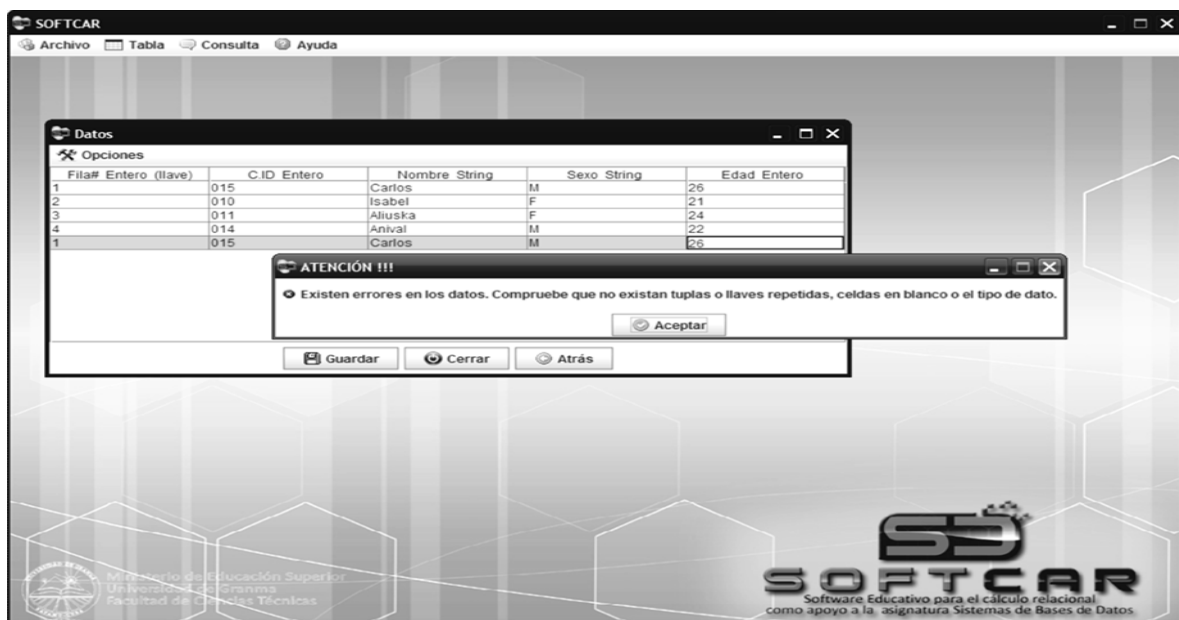 SOFTCAR
Archivo Tabla Consulta Ayuda
Datos
Opciones
Fila# Entero (llave) C.ID Entero Nombre String Sexo String Edad Entero
1 015 Carlos M 26
2 010 Isabel F 21
3 011 Aliuska F 24
4 014 Anival M 22
1 015 Carlos M 26
ATENCIÓN !!!
Existen errores en los datos. Compruebe que no existan tuplas o llaves repetidas, celdas en blanco o el tipo de dato.
Aceptar
Guardar Cerrar Atrás
Ministerio de Educación Superior
Universidad de Granma
Facultad de Ciencias Técnicas
SOFTCAR
Software Educativo para el cálculo relacional
como apoyo a la asignatura Sistemas de Bases de Datos